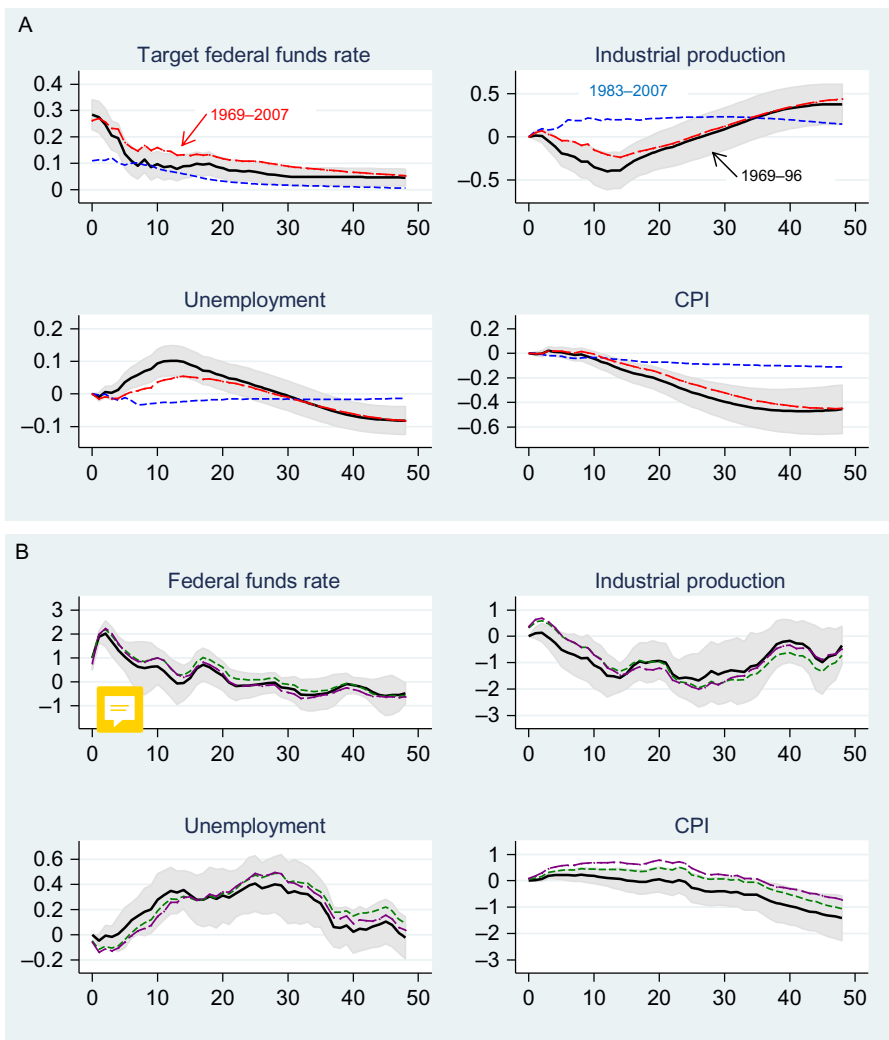 A
Target federal funds rate
0.4
0.3
0.2
0.1
0
0 10 20 30 40 50
1969–2007
Industrial production
0.5
0
–0.5
0 10 20 30 40 50
1983–2007
1969–96
Unemployment
0.2
0.1
0
–0.1
0 10 20 30 40 50
CPI
0.2
0
–0.2
–0.4
–0.6
0 10 20 30 40 50
B
Federal funds rate
3
2
1
0
–1
0 10 20 30 40 50
Industrial production
1
0
–1
–2
–3
0 10 20 30 40 50
Unemployment
0.6
0.4
0.2
0
–0.2
0 10 20 30 40 50
CPI
1
0
–1
–2
–3
0 10 20 30 40 50